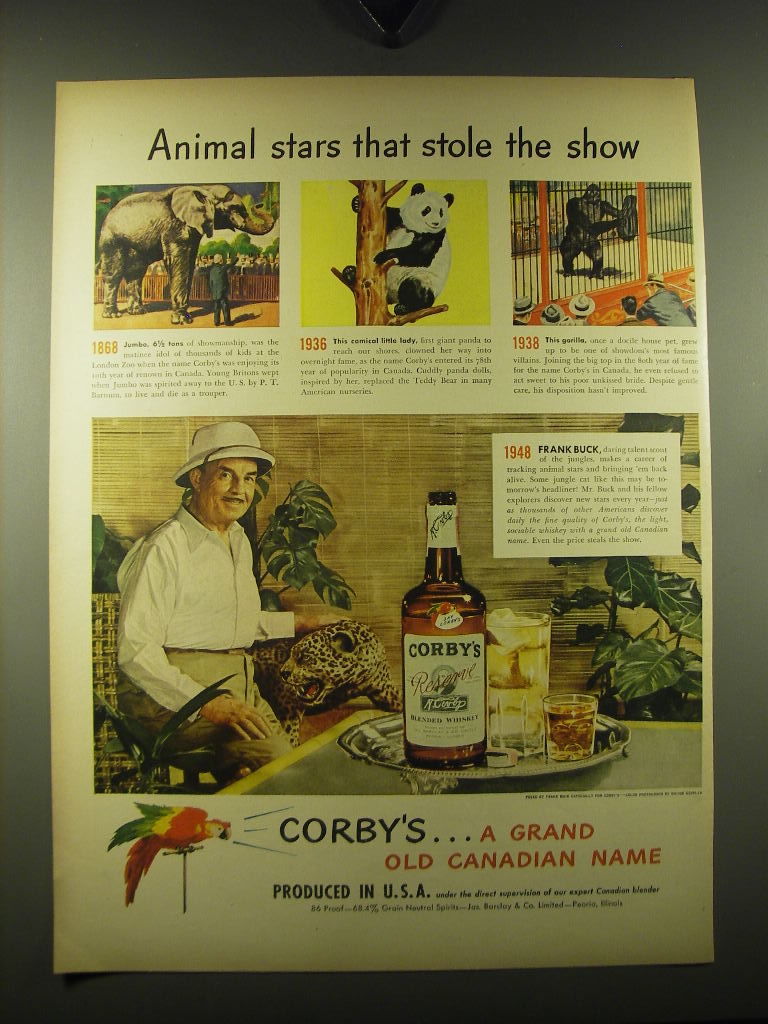 Animal stars that stole the show
1868 Jumbo, 6½ tons of showmanship, was the
matinee idol of thousands of kids at the
London Zoo when the name Corby's was enjoying its
10th year of renown in Canada. Young Britons wept
when Jumbo was spirited away to the U. S. by P. T.
Barnum, to live and die as a trouper.
1936 This comical little lady, first giant panda to
reach our shores, clowned her way into
overnight fame, as the name Corby's entered its 78th
year of popularity in Canada. Cuddly panda dolls,
inspired by her, replaced the Teddy Bear in many
American nurseries.
1938 This gorilla, once a docile house pet, grew
up to be one of showdom's most famous
villains. Joining the big top in the 80th year of fame
for the name Corby's in Canada, he even refused to
act sweet to his poor unkissed bride. Despite gentle
care, his disposition hasn't improved.
1948 FRANK BUCK, daring talent scout
of the jungles, makes a career of
tracking animal stars and bringing 'em back
alive. Some jungle cat like this may be to-
morrow's headliner! Mr. Buck and his fellow
explorers discover new stars every year—just
as thousands of other Americans discover
daily the fine quality of Corby's, the light,
sociable whiskey with a grand old Canadian
name. Even the price steals the show.
SAY
CORBY'S
CORBY'S
Reserve
BLENDED WHISKEY
CORBY'S... A GRAND
OLD CANADIAN NAME
PRODUCED IN U.S.A. under the direct supervision of our expert Canadian blender
86 Proof—68.4% Grain Neutral Spirits—Jas. Barclay & Co. Limited—Peoria, Illinois